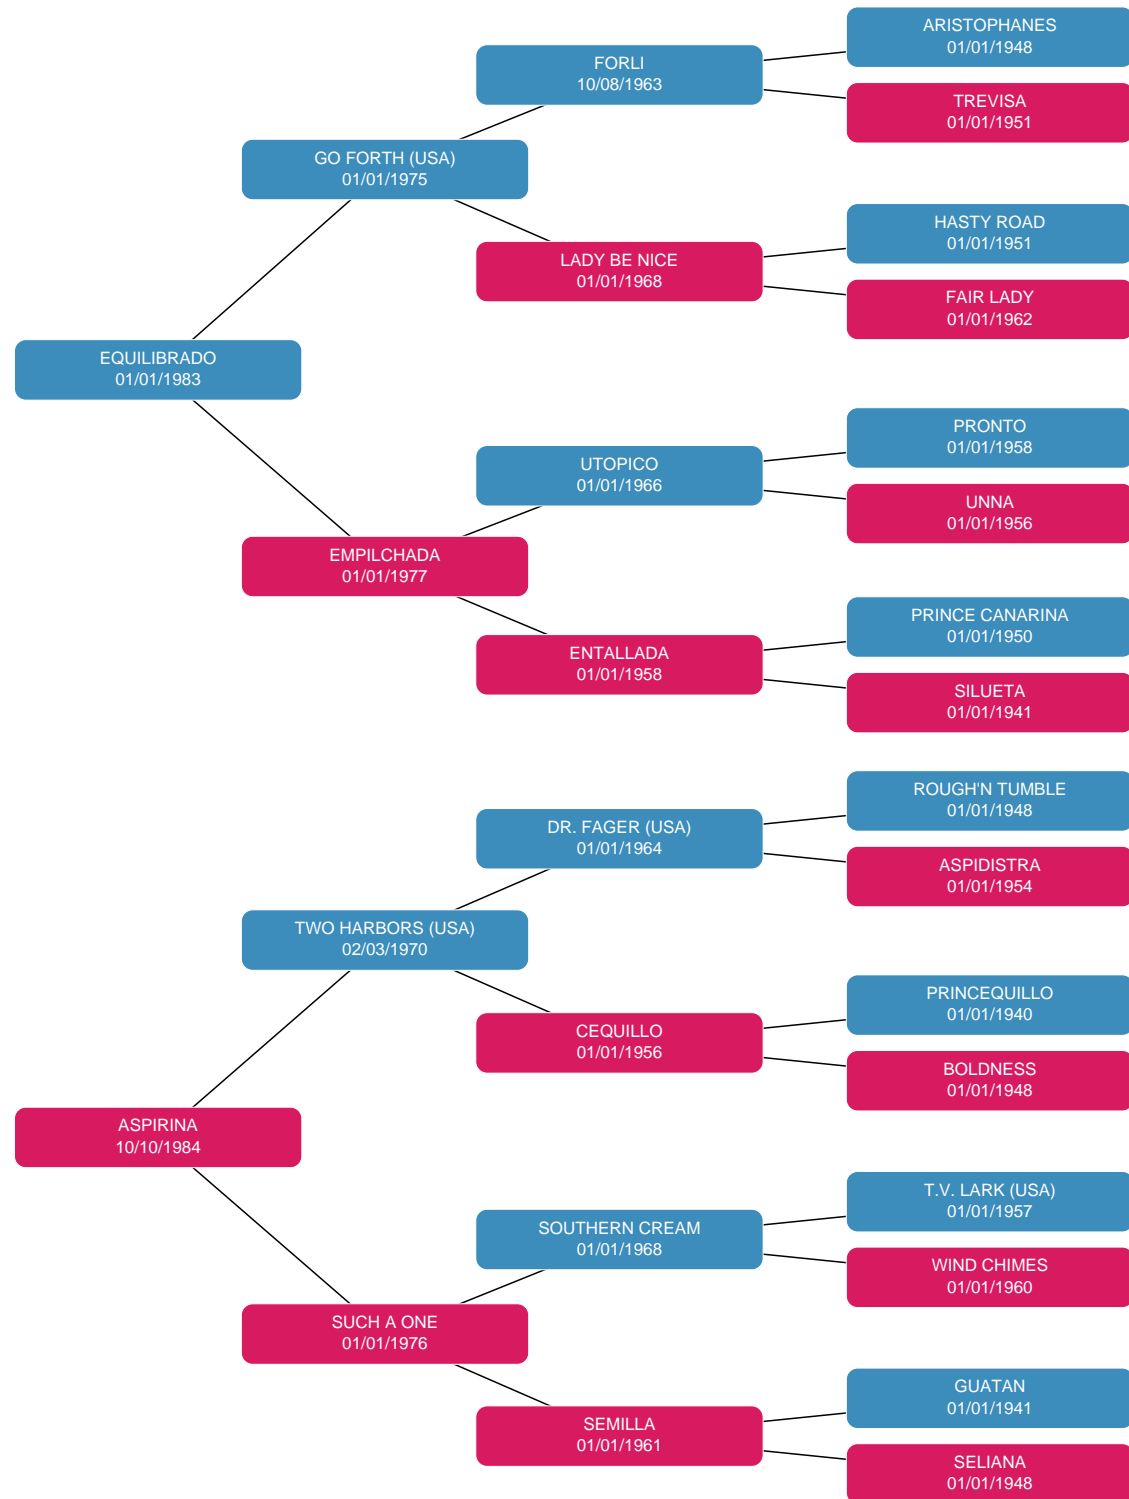 ARISTOPHANES
01/01/1948
FORLI
10/08/1963
TREVISA
01/01/1951
GO FORTH (USA)
01/01/1975
HASTY ROAD
01/01/1951
LADY BE NICE
01/01/1968
FAIR LADY
01/01/1962
EQUILIBRADO
01/01/1983
PRONTO
01/01/1958
UTOPICO
01/01/1966
UNNA
01/01/1956
EMPILCHADA
01/01/1977
PRINCE CANARINA
01/01/1950
ENTALLADA
01/01/1958
SILUETA
01/01/1941
ROUGH'N TUMBLE
01/01/1948
DR. FAGER (USA)
01/01/1964
ASPIDISTRA
01/01/1954
TWO HARBORS (USA)
02/03/1970
PRINCEQUILLO
01/01/1940
CEQUILLO
01/01/1956
BOLDNESS
01/01/1948
ASPIRINA
10/10/1984
T.V. LARK (USA)
01/01/1957
SOUTHERN CREAM
01/01/1968
WIND CHIMES
01/01/1960
SUCH A ONE
01/01/1976
GUATAN
01/01/1941
SEMILLA
01/01/1961
SELIANA
01/01/1948